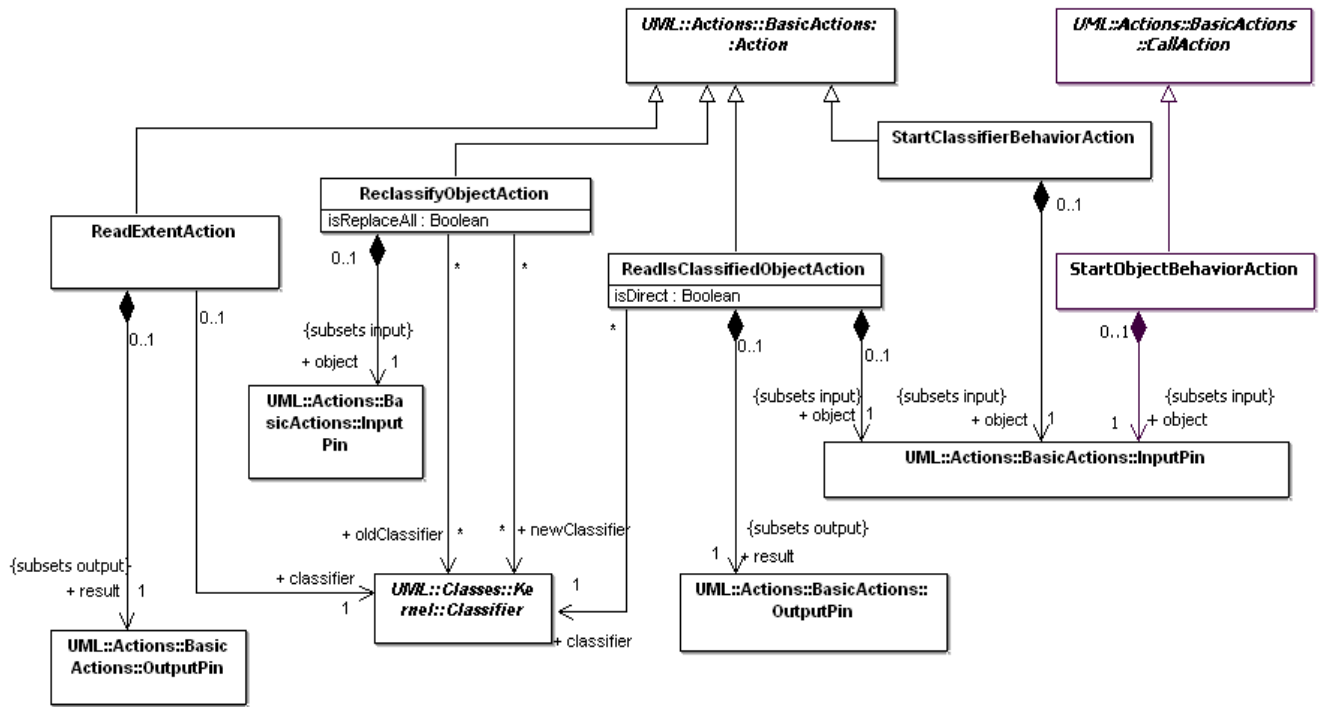 UML::Actions::BasicActions:
:Action
UML::Actions::BasicActions
::CallAction
StartClassifierBehaviorAction
0..1
ReclassifyObjectAction
isReplaceAll : Boolean
0..1
*
*
ReadExtentAction
0..1
0..1
ReadIsClassifiedObjectAction
isDirect : Boolean
*
0..1
0..1
StartObjectBehaviorAction
0..1
{subsets input}
+ object
1
UML::Actions::Ba
sicActions::Input
Pin
{subsets input}
+ object
1
{subsets input}
+ object
1
{subsets input}
1
+ object
UML::Actions::BasicActions::InputPin
+ oldClassifier
*
*
+ newClassifier
{subsets output}
1
+ result
{subsets output}
+ result
1
+ classifier
1
UML::Classes::Ke
rnel::Classifier
1
+ classifier
UML::Actions::BasicActions::
OutputPin
UML::Actions::Basic
Actions::OutputPin